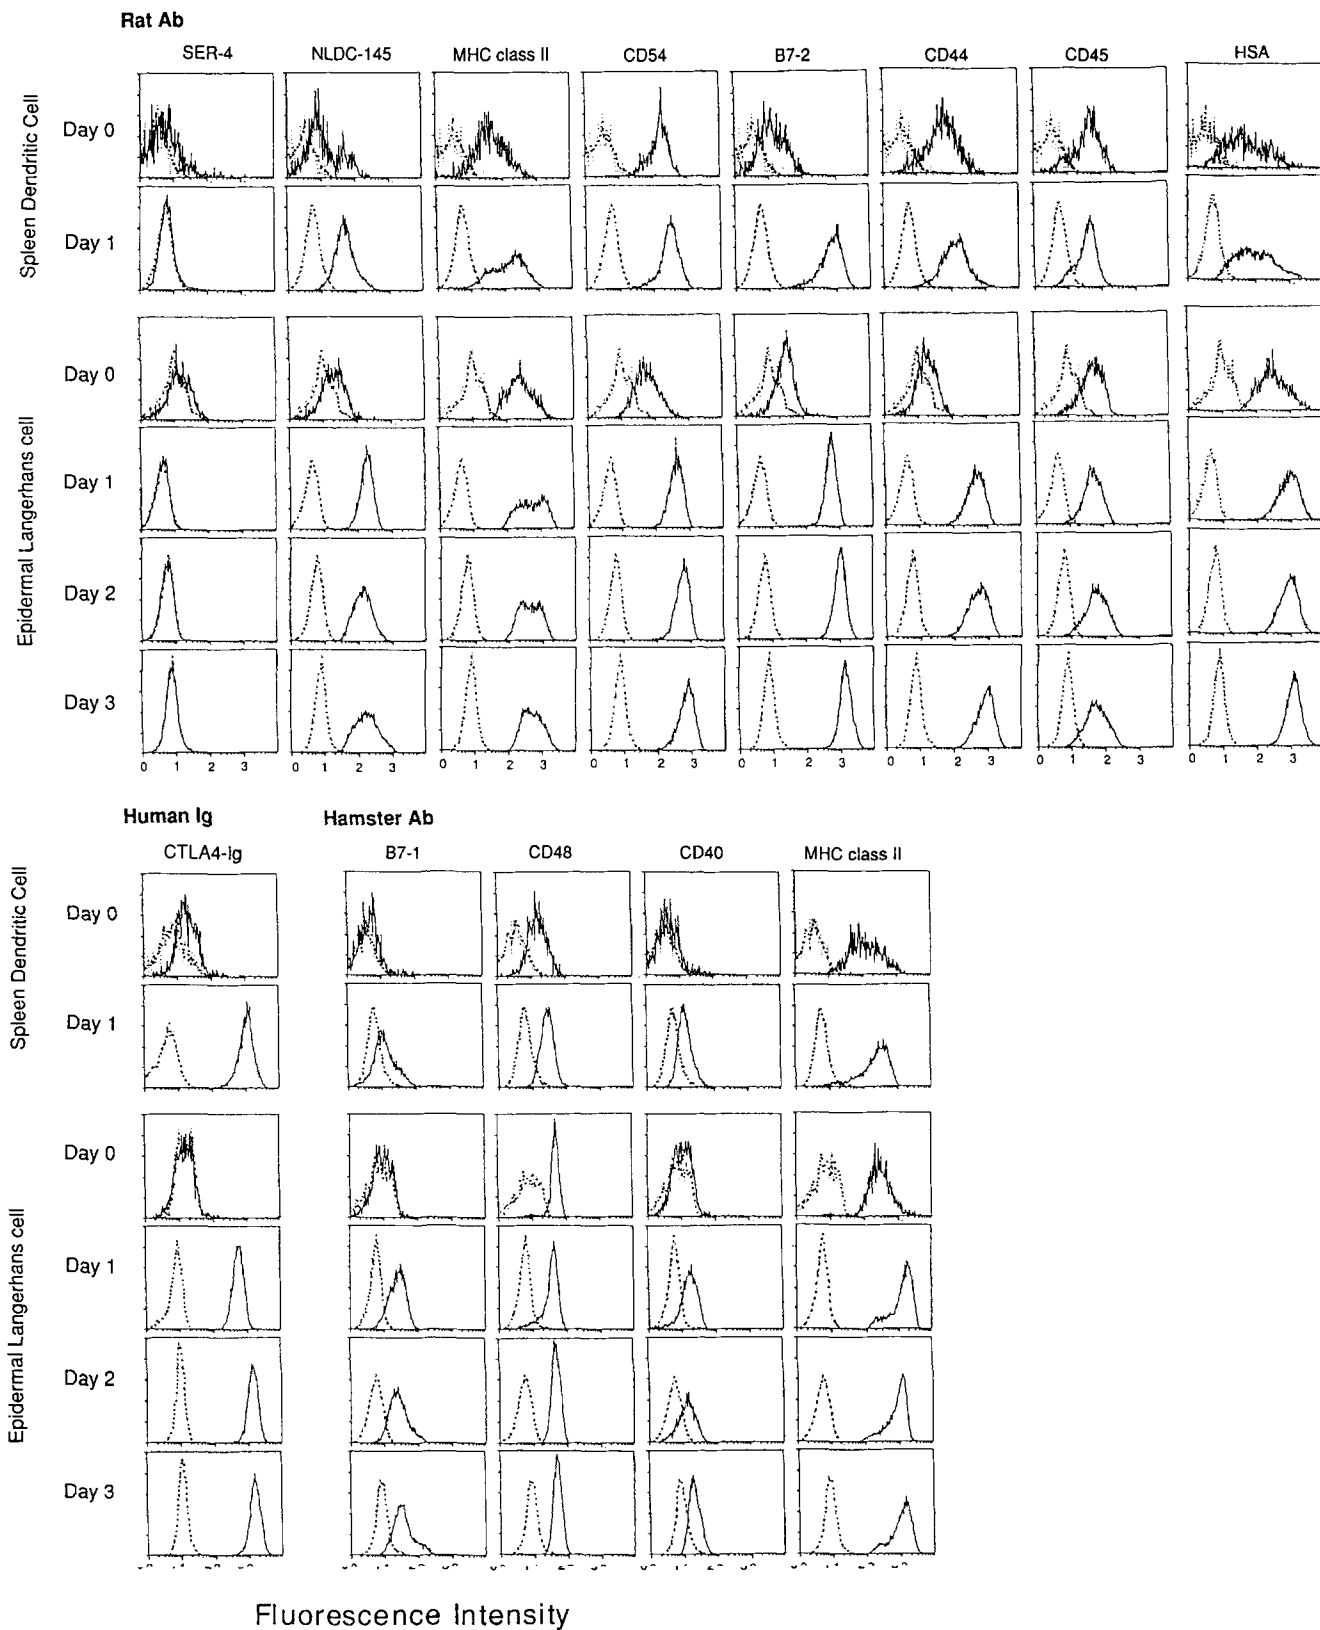 Rat Ab
SER-4 NLDC-145 MHC class II CD54 B7-2 CD44 CD45 HSA
Spleen Dendritic Cell
Day 0
Day 1
Epidermal Langerhans cell
Day 0
Day 1
Day 2
Day 3
0 1 2 3 0 1 2 3 0 1 2 3 0 1 2 3 0 1 2 3 0 1 2 3 0 1 2 3 0 1 2 3
Human Ig Hamster Ab
CTLA4-Ig B7-1 CD48 CD40 MHC class II
Spleen Dendritic Cell
Day 0
Day 1
Epidermal Langerhans cell
Day 0
Day 1
Day 2
Day 3
Fluorescence Intensity